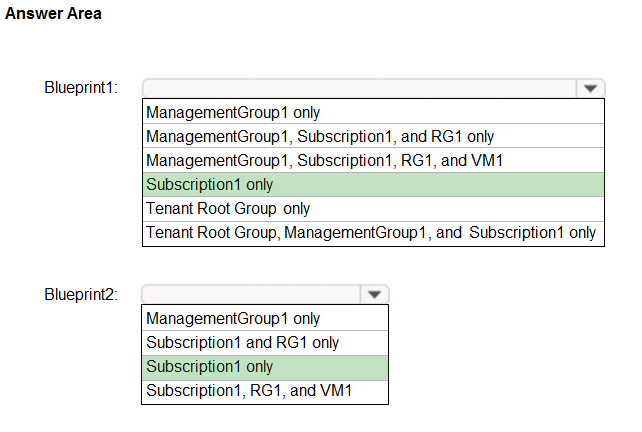 Answer Area
Blueprint1:
ManagementGroup1 only
ManagementGroup1, Subscription1, and RG1 only
ManagementGroup1, Subscription1, RG1, and VM1
Subscription1 only
Tenant Root Group only
Tenant Root Group, ManagementGroup1, and Subscription1 only
Blueprint2:
ManagementGroup1 only
Subscription1 and RG1 only
Subscription1 only
Subscription1, RG1, and VM1